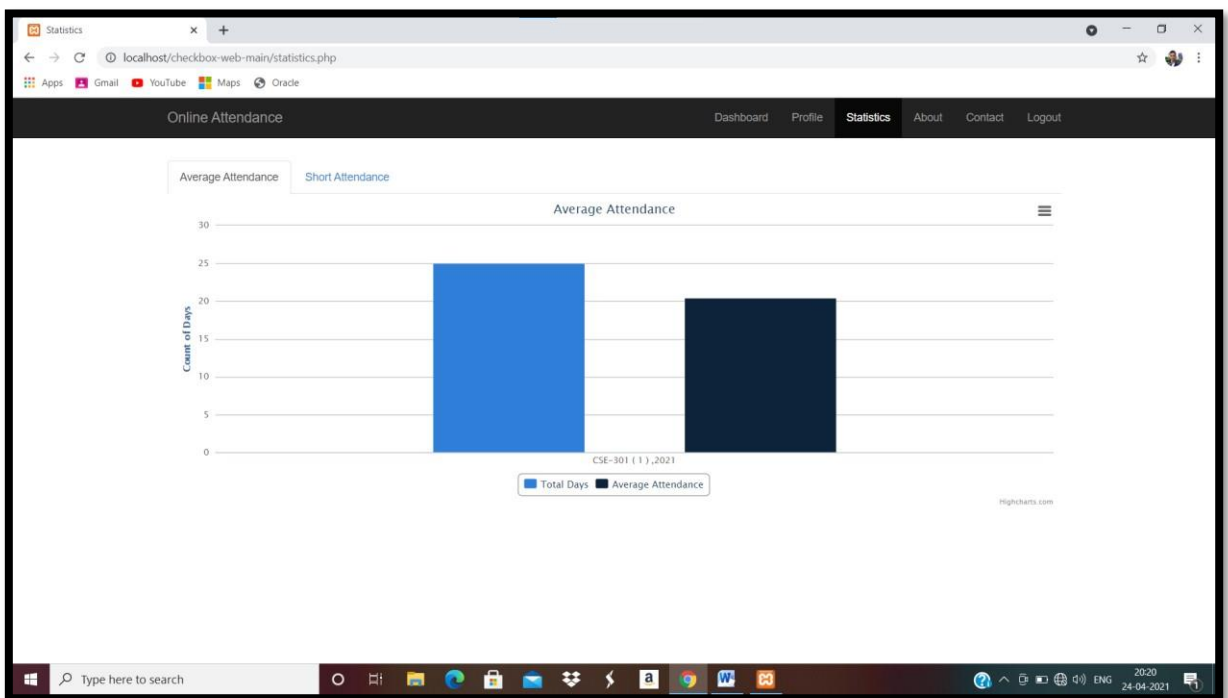 Statistics
localhost/checkbox-web-main/statistics.php
Apps Gmail YouTube Maps Oracle
Online Attendance Dashboard Profile Statistics About Contact Logout
Average Attendance Short Attendance
Average Attendance
30
25
20
15
10
5
0
Count of Days
CSE-301 ( 1 ) ,2021
Total Days Average Attendance
Highcharts.com
Type here to search
ENG
20:20
24-04-2021